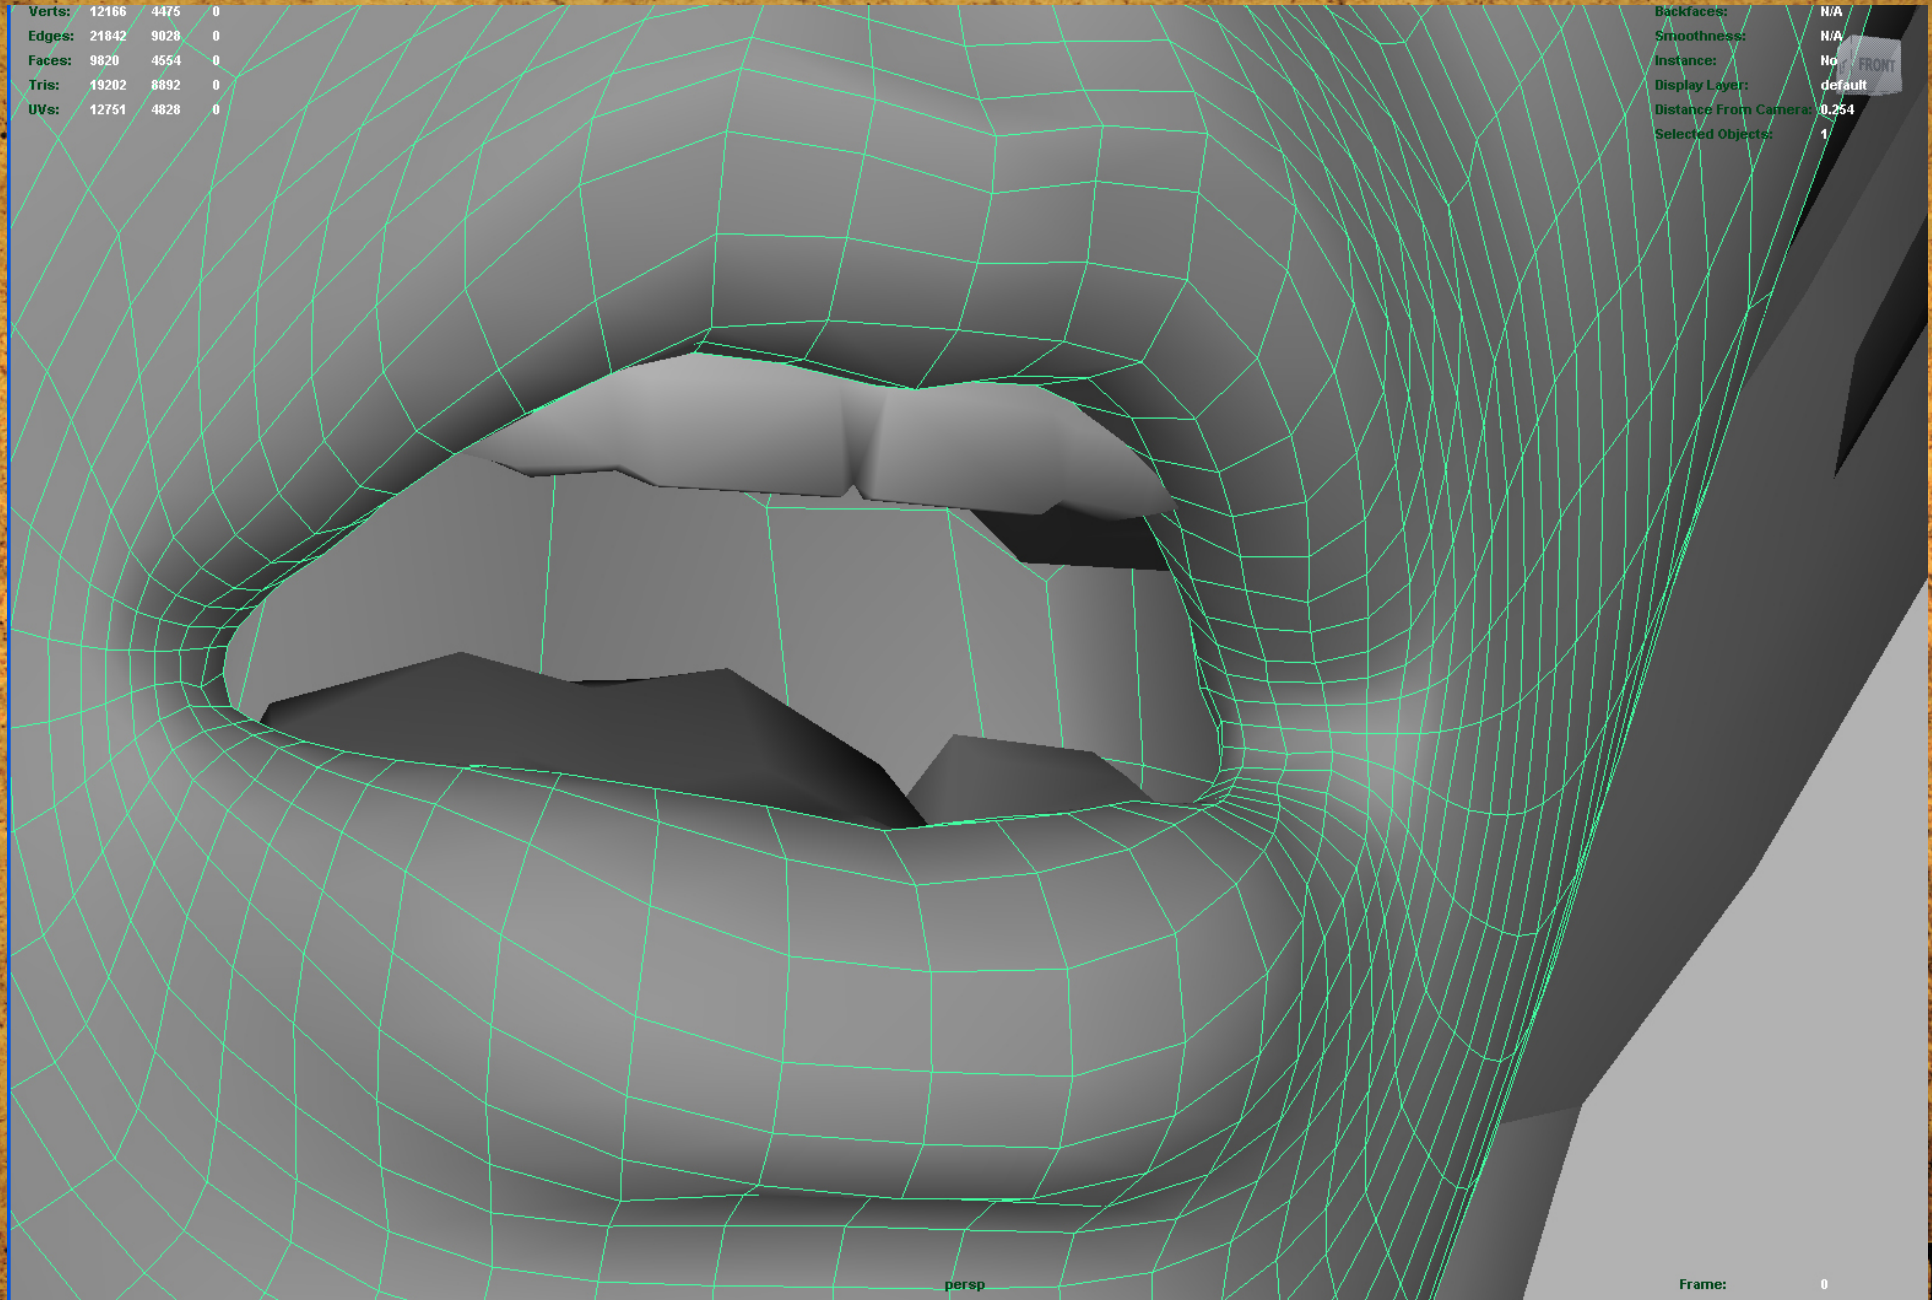 Verts: 12166 4475 0
Edges: 21842 9028 0
Faces: 9820 4554 0
Tris: 19202 8892 0
UVs: 12751 4828 0
Backfaces: N/A
Smoothness: N/A
Instance: No
Display Layer: default
Distance From Camera: 0.254
Selected Objects: 1
FRONT
persp
Frame: 0